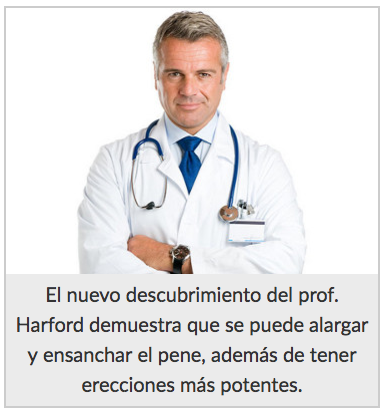 El nuevo descubrimiento del prof.
Harford demuestra que se puede alargar
y ensanchar el pene, además de tener
erecciones más potentes.